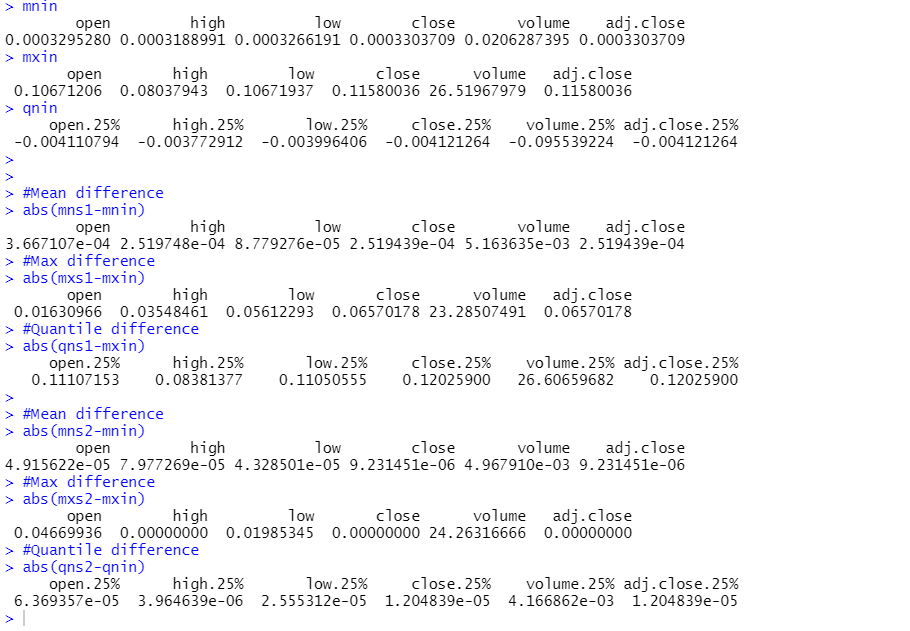 > mnin
open high low close volume adj.close
0.0003295280 0.0003188991 0.0003266191 0.0003303709 0.0206287395 0.0003303709
> mxin
open high low close volume adj.close
0.10671206 0.08037943 0.10671937 0.11580036 26.51967979 0.11580036
> qnin
open.25% high.25% low.25% close.25% volume.25% adj.close.25%
-0.004110794 -0.003772912 -0.003996406 -0.004121264 -0.095539224 -0.004121264
>
>
> #Mean difference
> abs(mns1-mnin)
open high low close volume adj.close
3.667107e-04 2.519748e-04 8.779276e-05 2.519439e-04 5.163635e-03 2.519439e-04
> #Max difference
> abs(mxs1-mxin)
open high low close volume adj.close
0.01630966 0.03548461 0.05612293 0.06570178 23.28507491 0.06570178
> #Quantile difference
> abs(qns1-mxin)
open.25% high.25% low.25% close.25% volume.25% adj.close.25%
0.11107153 0.08381377 0.11050555 0.12025900 26.60659682 0.12025900
>
> #Mean difference
> abs(mns2-mnin)
open high low close volume adj.close
4.915622e-05 7.977269e-05 4.328501e-05 9.231451e-06 4.967910e-03 9.231451e-06
> #Max difference
> abs(mxs2-mxin)
open high low close volume adj.close
0.04669936 0.00000000 0.01985345 0.00000000 24.26316666 0.00000000
> #Quantile difference
> abs(qns2-qnin)
open.25% high.25% low.25% close.25% volume.25% adj.close.25%
6.369357e-05 3.964639e-06 2.555312e-05 1.204839e-05 4.166862e-03 1.204839e-05
>